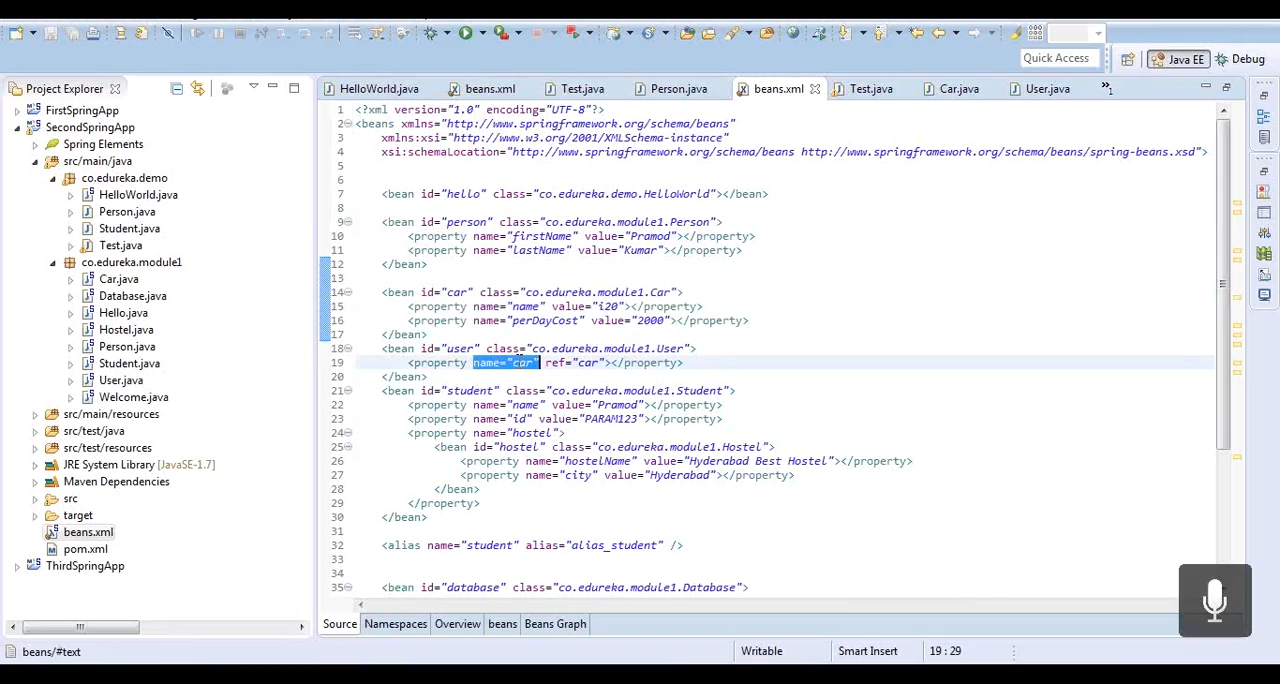 Quick Access
Java EE
Debug
Project Explorer
HelloWorld.java
beans.xml
Test.java
Person.java
beans.xml
Test.java
Car.java
User.java
»1
FirstSpringApp
SecondSpringApp
Spring Elements
src/main/java
co.edureka.demo
HelloWorld.java
Person.java
Student.java
Test.java
co.edureka.module1
Car.java
Database.java
Hello.java
Hostel.java
Person.java
Student.java
User.java
Welcome.java
src/main/resources
src/test/java
src/test/resources
JRE System Library [JavaSE-1.7]
Maven Dependencies
src
target
beans.xml
pom.xml
ThirdSpringApp
1 <?xml version="1.0" encoding="UTF-8"?>
2 <beans xmlns="http://www.springframework.org/schema/beans"
3 xmlns:xsi="http://www.w3.org/2001/XMLSchema-instance"
4 xsi:schemaLocation="http://www.springframework.org/schema/beans http://www.springframework.org/schema/beans/spring-beans.xsd">
5
6
7 <bean id="hello" class="co.edureka.demo.HelloWorld"></bean>
8
9 <bean id="person" class="co.edureka.module1.Person">
10 <property name="firstName" value="Pramod"></property>
11 <property name="lastName" value="Kumar"></property>
12 </bean>
13
14 <bean id="car" class="co.edureka.module1.Car">
15 <property name="name" value="i20"></property>
16 <property name="perDayCost" value="2000"></property>
17 </bean>
18 <bean id="user" class="co.edureka.module1.User">
19 <property name="car" ref="car"></property>
20 </bean>
21 <bean id="student" class="co.edureka.module1.Student">
22 <property name="name" value="Pramod"></property>
23 <property name="id" value="PARAM123"></property>
24 <property name="hostel">
25 <bean id="hostel" class="co.edureka.module1.Hostel">
26 <property name="hostelName" value="Hyderabad Best Hostel"></property>
27 <property name="city" value="Hyderabad"></property>
28 </bean>
29 </property>
30 </bean>
31
32 <alias name="student" alias="alias_student" />
33
34
35 <bean id="database" class="co.edureka.module1.Database">
Source
Namespaces
Overview
beans
Beans Graph
beans/#text
Writable
Smart Insert
19 : 29